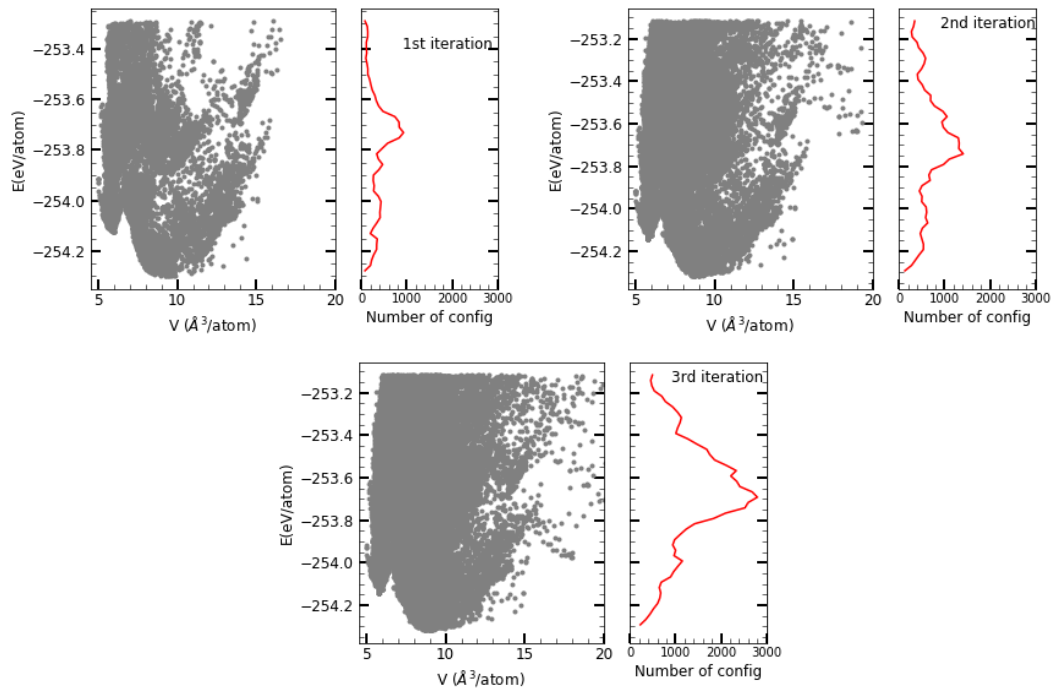 1st iteration
E(eV/atom)
−253.4
−253.6
−253.8
−254.0
−254.2
5 10 15 20
0 1000 2000 3000
V (Å³/atom)
Number of config
2nd iteration
E(eV/atom)
−253.2
−253.4
−253.6
−253.8
−254.0
−254.2
5 10 15 20
0 1000 2000 3000
V (Å³/atom)
Number of config
3rd iteration
E(eV/atom)
−253.2
−253.4
−253.6
−253.8
−254.0
−254.2
5 10 15 20
0 1000 2000 3000
V (Å³/atom)
Number of config